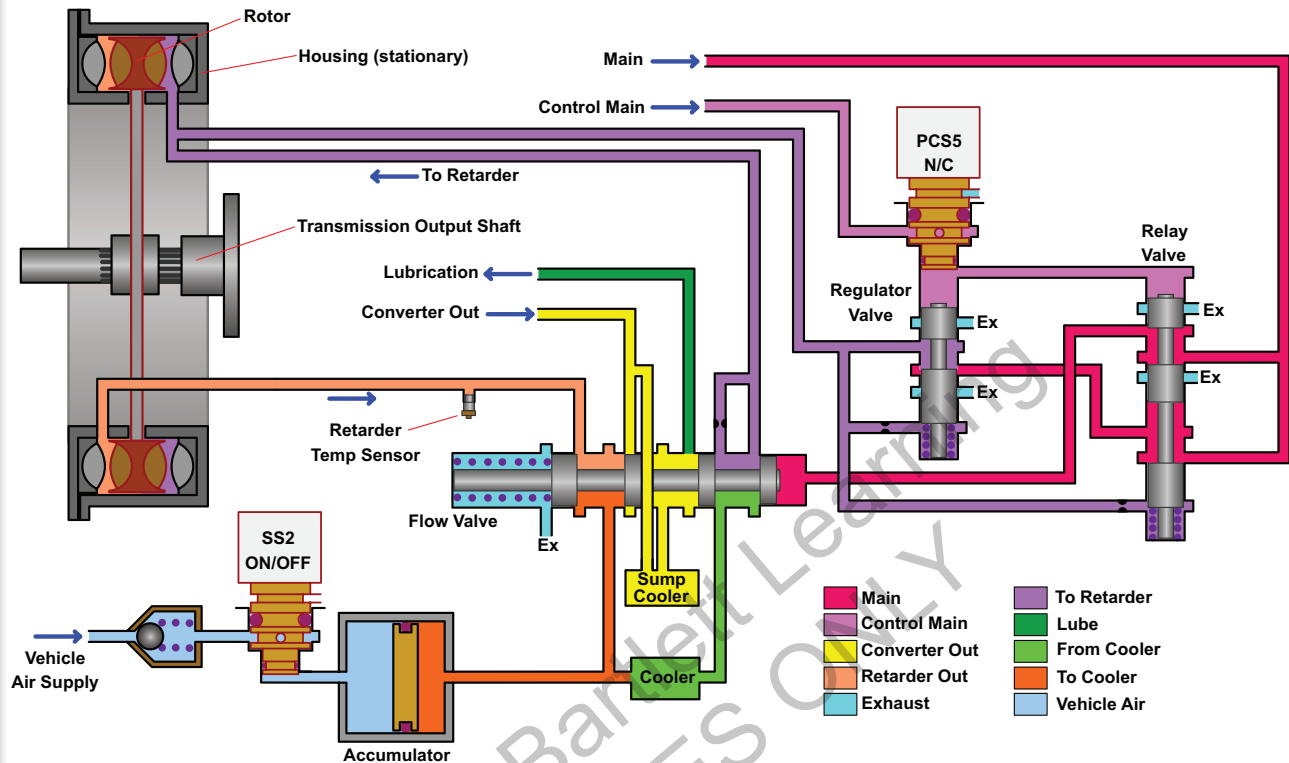 Rotor
Housing (stationary)
Main
Control Main
PCS5
N/C
To Retarder
Transmission Output Shaft
Relay
Valve
Lubrication
Regulator
Valve
Converter Out
Ex
Ex
Ex
Ex
Retarder
Temp Sensor
Flow Valve
Ex
SS2
ON/OFF
Sump
Cooler
Vehicle
Air Supply
Cooler
Accumulator
Main
Control Main
Converter Out
Retarder Out
Exhaust
To Retarder
Lube
From Cooler
To Cooler
Vehicle Air
Bartlett Learning
ES ONLY